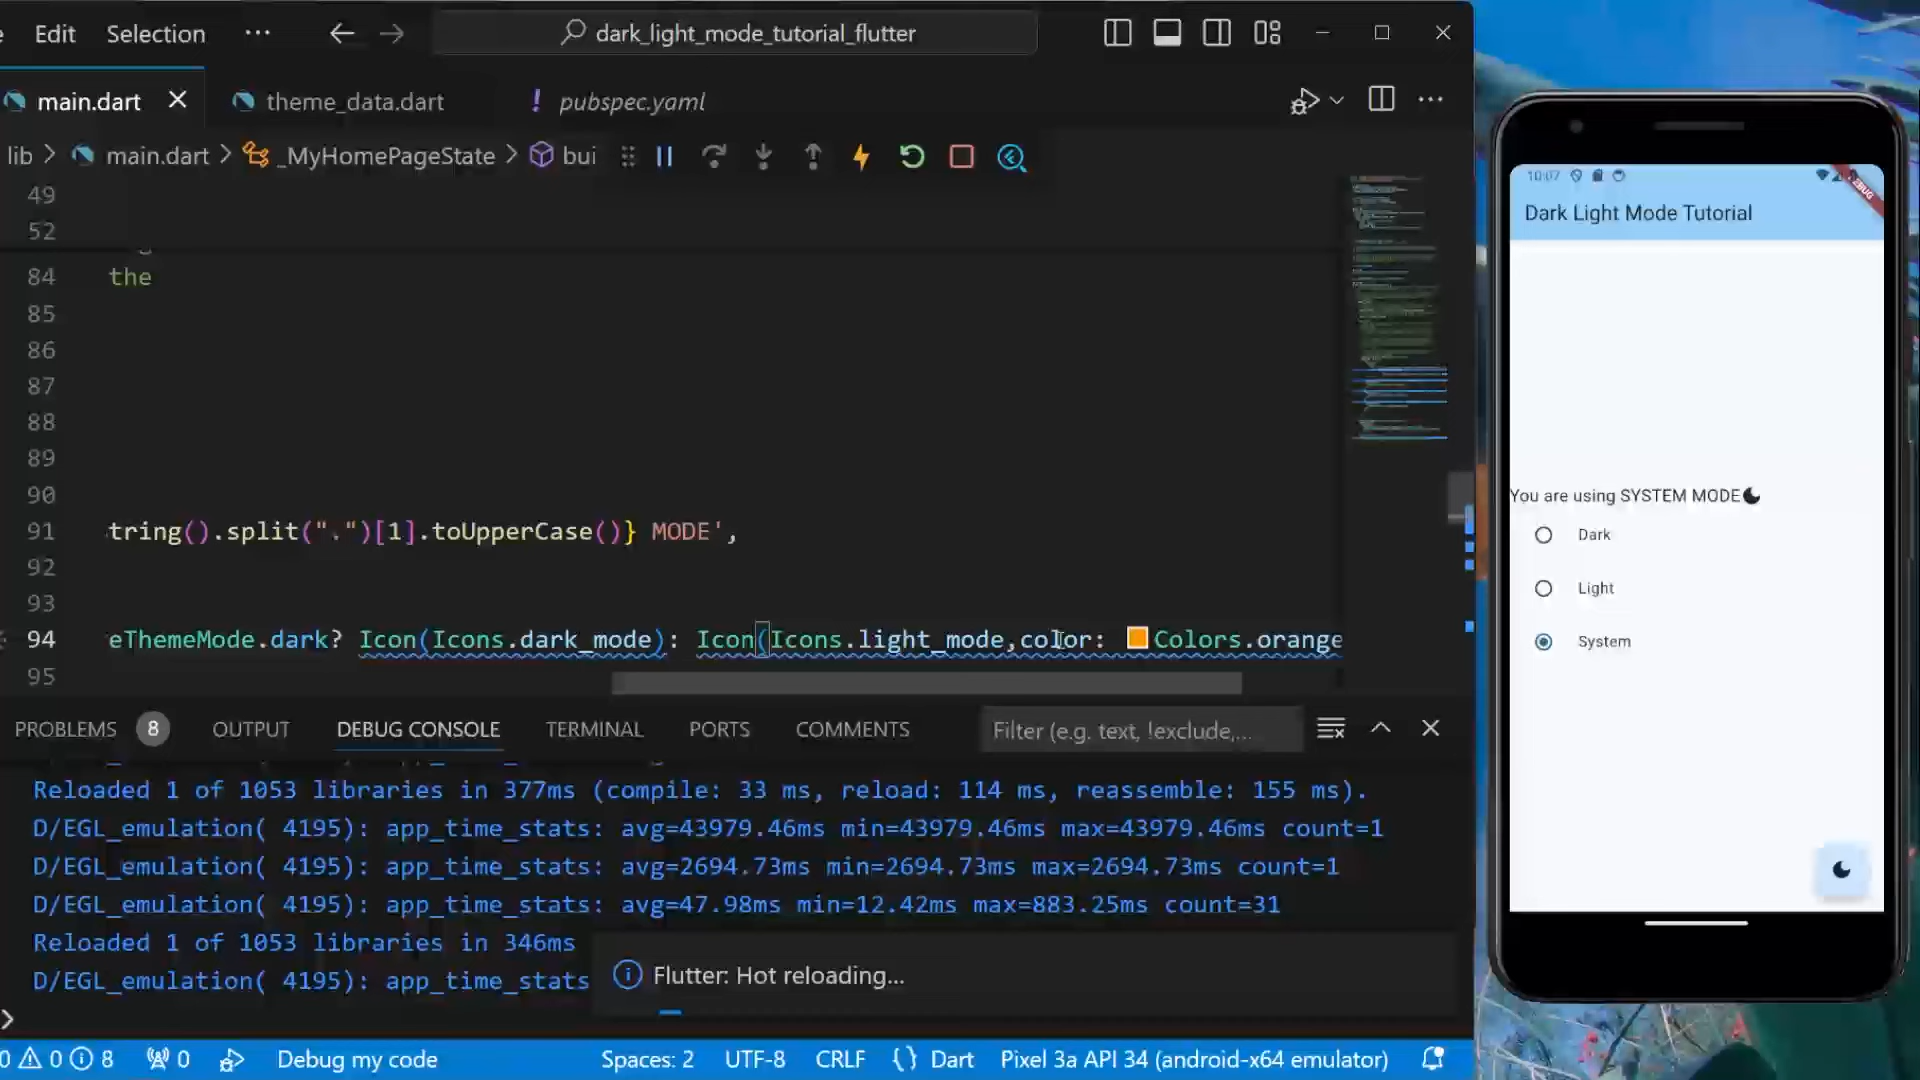 Edit Selection ··· dark_light_mode_tutorial_flutter
main.dart theme_data.dart ! pubspec.yaml
lib > main.dart > _MyHomePageState > bui
49
52
84 the
85
86
87
88
89
90
91 tring().split(".")[1].toUpperCase()} MODE',
92
93
94 eThemeMode.dark? Icon(Icons.dark_mode): Icon(Icons.light_mode,color: Colors.orange
95
PROBLEMS 8 OUTPUT DEBUG CONSOLE TERMINAL PORTS COMMENTS Filter (e.g. text, !exclude,...
Reloaded 1 of 1053 libraries in 377ms (compile: 33 ms, reload: 114 ms, reassemble: 155 ms).
D/EGL_emulation( 4195): app_time_stats: avg=43979.46ms min=43979.46ms max=43979.46ms count=1
D/EGL_emulation( 4195): app_time_stats: avg=2694.73ms min=2694.73ms max=2694.73ms count=1
D/EGL_emulation( 4195): app_time_stats: avg=47.98ms min=12.42ms max=883.25ms count=31
Reloaded 1 of 1053 libraries in 346ms
D/EGL_emulation( 4195): app_time_stats
Flutter: Hot reloading...
0 0 8 0 Debug my code Spaces: 2 UTF-8 CRLF {} Dart Pixel 3a API 34 (android-x64 emulator)
10:07
DEBUG
Dark Light Mode Tutorial
You are using SYSTEM MODE
Dark
Light
System